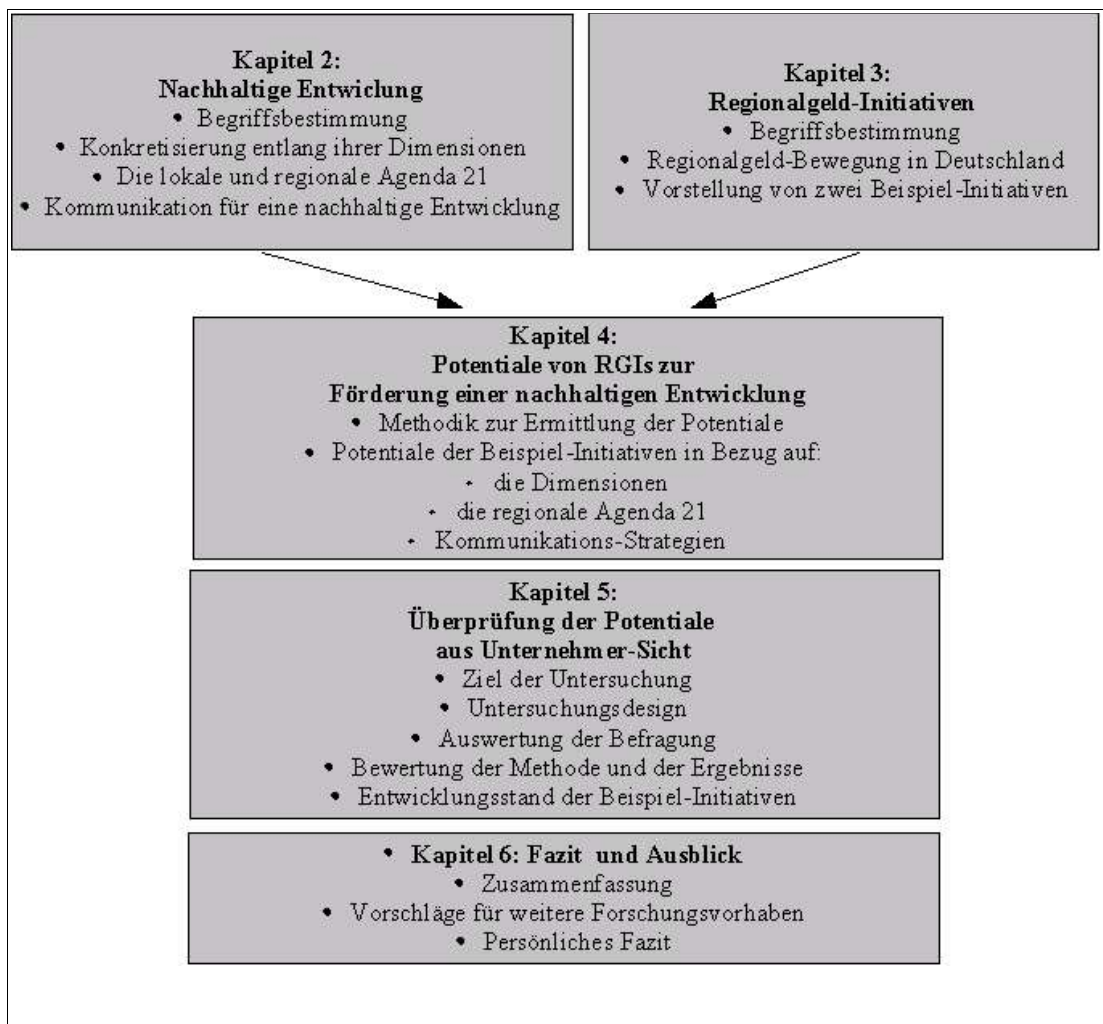 Kapitel 2:
Nachhaltige Entwiclung
• Begriffsbestimmung
• Konkretisierung entlang ihrer Dimensionen
• Die lokale und regionale Agenda 21
• Kommunikation für eine nachhaltige Entwicklung
Kapitel 3:
Regionalgeld-Initiativen
• Begriffsbestimmung
• Regionalgeld-Bewegung in Deutschland
• Vorstellung von zwei Beispiel-Initiativen
Kapitel 4:
Potentiale von RGIs zur
Förderung einer nachhaltigen Entwicklung
• Methodik zur Ermittlung der Potentiale
• Potentiale der Beispiel-Initiativen in Bezug auf:
• die Dimensionen
• die regionale Agenda 21
• Kommunikations-Strategien
Kapitel 5:
Überprüfung der Potentiale
aus Unternehmer-Sicht
• Ziel der Untersuchung
• Untersuchungsdesign
• Auswertung der Befragung
• Bewertung der Methode und der Ergebnisse
• Entwicklungsstand der Beispiel-Initiativen
• Kapitel 6: Fazit und Ausblick
• Zusammenfassung
• Vorschläge für weitere Forschungsvorhaben
• Persönliches Fazit